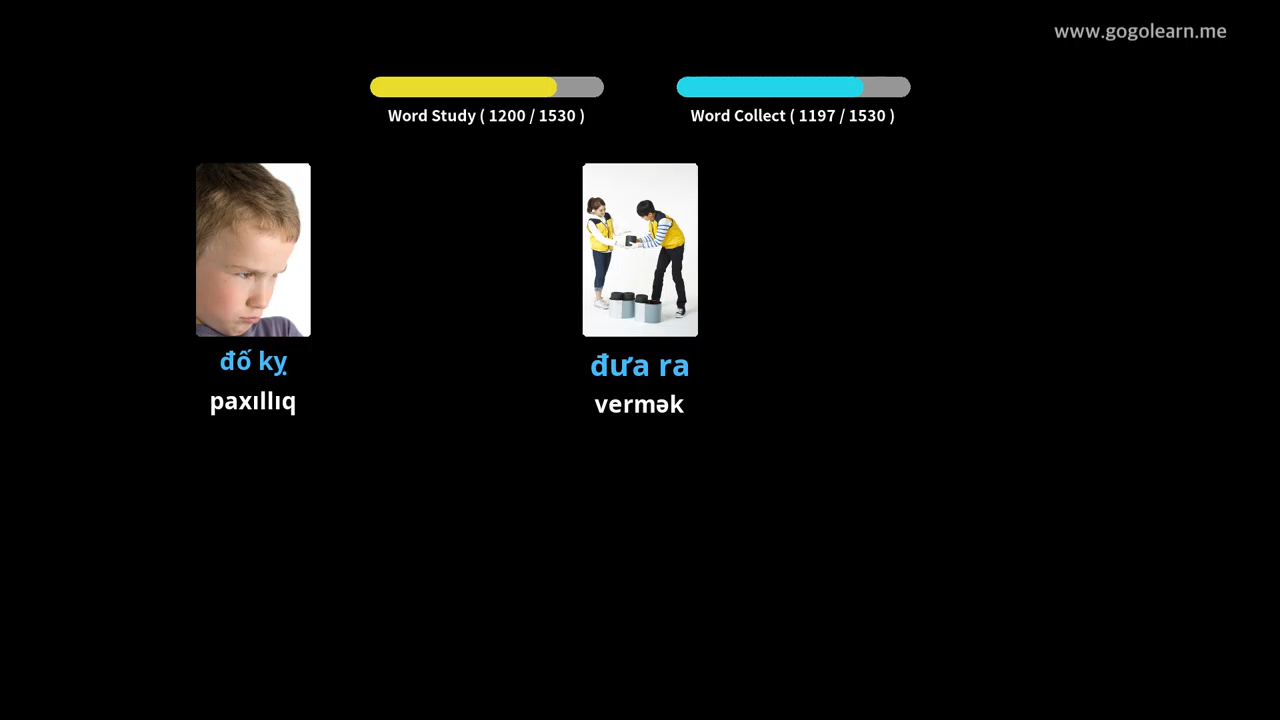 www.gogolearn.me
Word Study ( 1200 / 1530 )
Word Collect ( 1197 / 1530 )
đố kỵ
paxıllıq
đưa ra
vermək